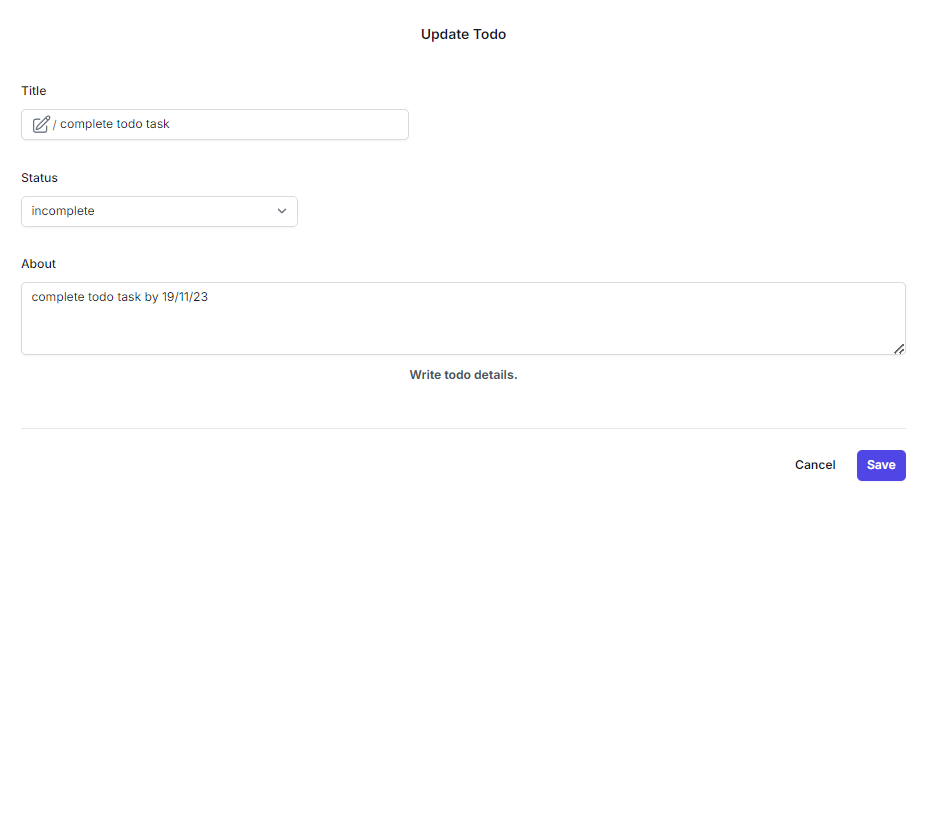 Update Todo
Title
/ complete todo task
Status
incomplete
About
complete todo task by 19/11/23
Write todo details.
Cancel Save